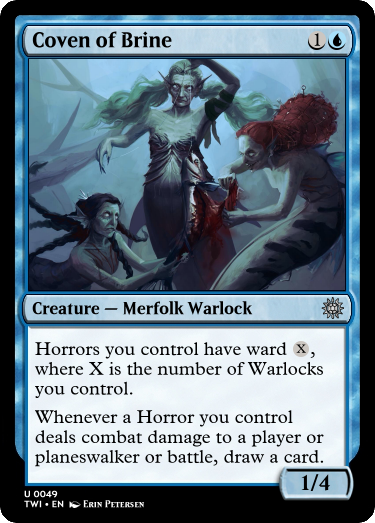 Coven of Brine 1
Creature — Merfolk Warlock
Horrors you control have ward X,
where X is the number of Warlocks
you control.
Whenever a Horror you control
deals combat damage to a player or
planeswalker or battle, draw a card.
1/4
U 0049
TWI • EN Erin Petersen